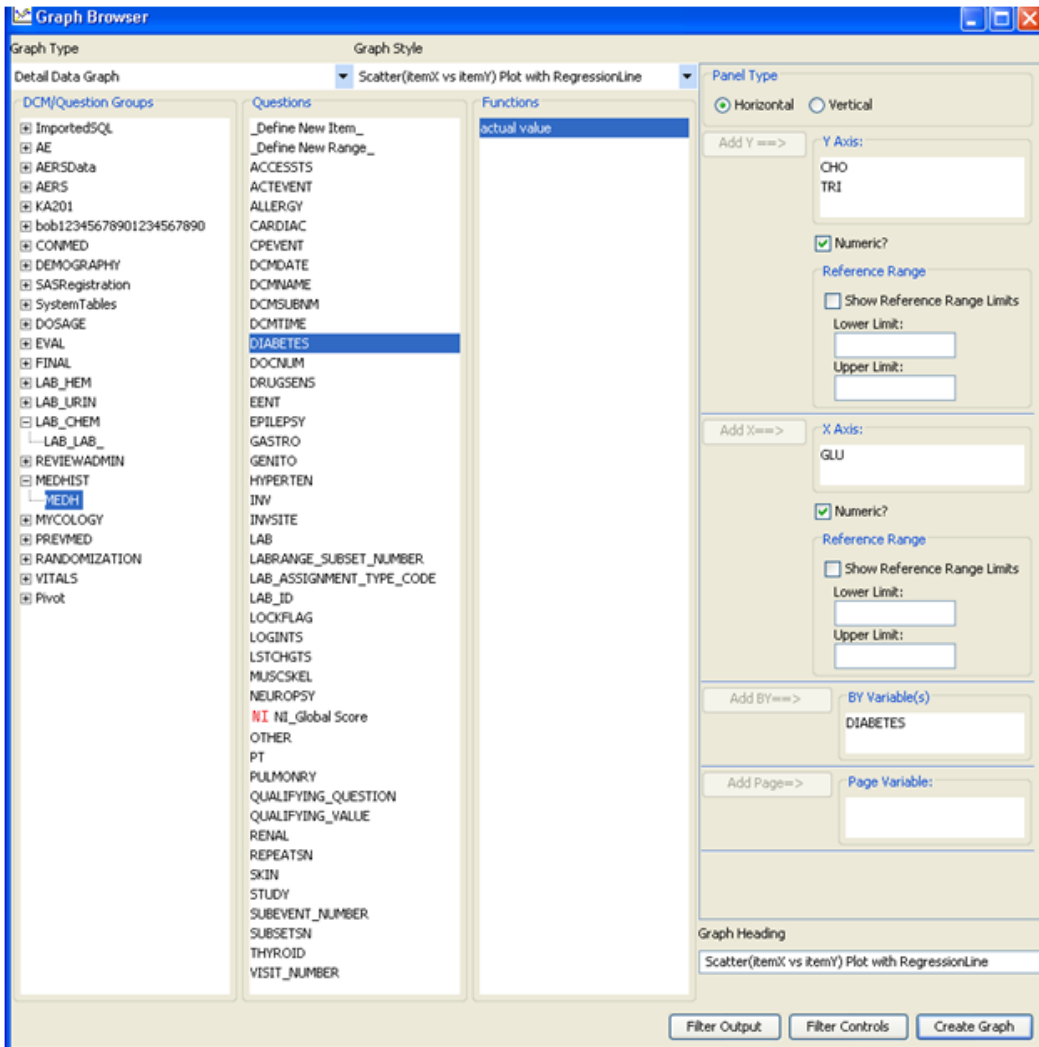 Graph Browser
Graph Type
Graph Style
Detail Data Graph
Scatter(itemX vs itemY) Plot with RegressionLine
DCM/Question Groups
ImportedSQL
AE
AERSData
AERS
KA201
bob12345678901234567890
CONMED
DEMOGRAPHY
SASRegistration
SystemTables
DOSAGE
EVAL
FINAL
LAB_HEM
LAB_URIN
LAB_CHEM
LAB_LAB_
REVIEWADMIN
MEDHIST
MEDH
MYCOLOGY
PREVMED
RANDOMIZATION
VITALS
Pivot
Questions
_Define New Item_
_Define New Range_
ACCESSTS
ACTEVENT
ALLERGY
CARDIAC
CPEVENT
DCMDATE
DCMNAME
DCMSUBNM
DCMTIME
DIABETES
DOCNUM
DRUGSENS
EENT
EPILEPSY
GASTRO
GENITO
HYPERTEN
INV
INVSITE
LAB
LABRANGE_SUBSET_NUMBER
LAB_ASSIGNMENT_TYPE_CODE
LAB_ID
LOCKFLAG
LOGINTS
LSTCHGTS
MUSCSKEL
NEUROPSY
NI NI_Global Score
OTHER
PT
PULMONRY
QUALIFYING_QUESTION
QUALIFYING_VALUE
RENAL
REPEATSN
SKIN
STUDY
SUBEVENT_NUMBER
SUBSETSN
THYROID
VISIT_NUMBER
Functions
actual value
Panel Type
Horizontal Vertical
Add Y ==>
Y Axis:
CHO
TRI
Numeric?
Reference Range
Show Reference Range Limits
Lower Limit:
Upper Limit:
Add X==>
X Axis:
GLU
Numeric?
Reference Range
Show Reference Range Limits
Lower Limit:
Upper Limit:
Add BY==>
BY Variable(s)
DIABETES
Add Page=>
Page Variable:
Graph Heading
Scatter(itemX vs itemY) Plot with RegressionLine
Filter Output
Filter Controls
Create Graph